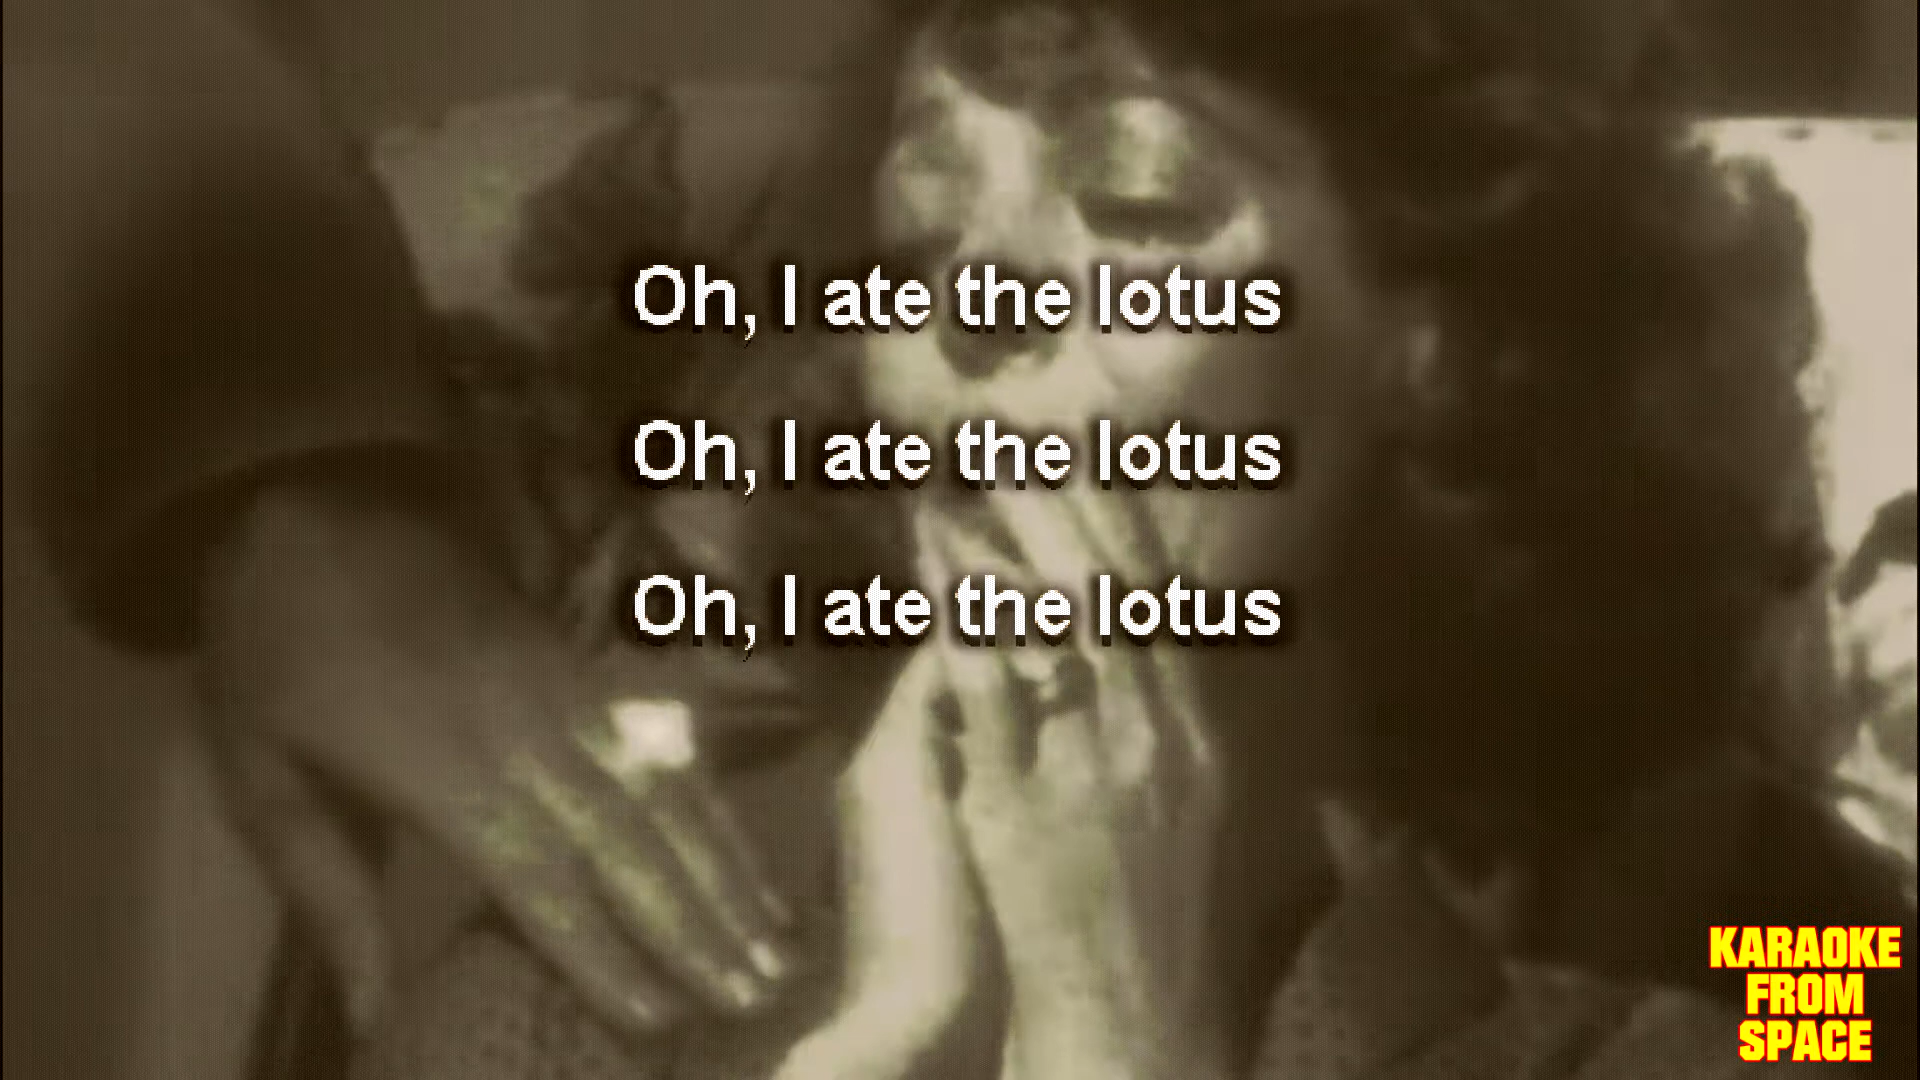 Oh, I ate the lotus
Oh, I ate the lotus
Oh, I ate the lotus
KARAOKE
FROM
SPACE